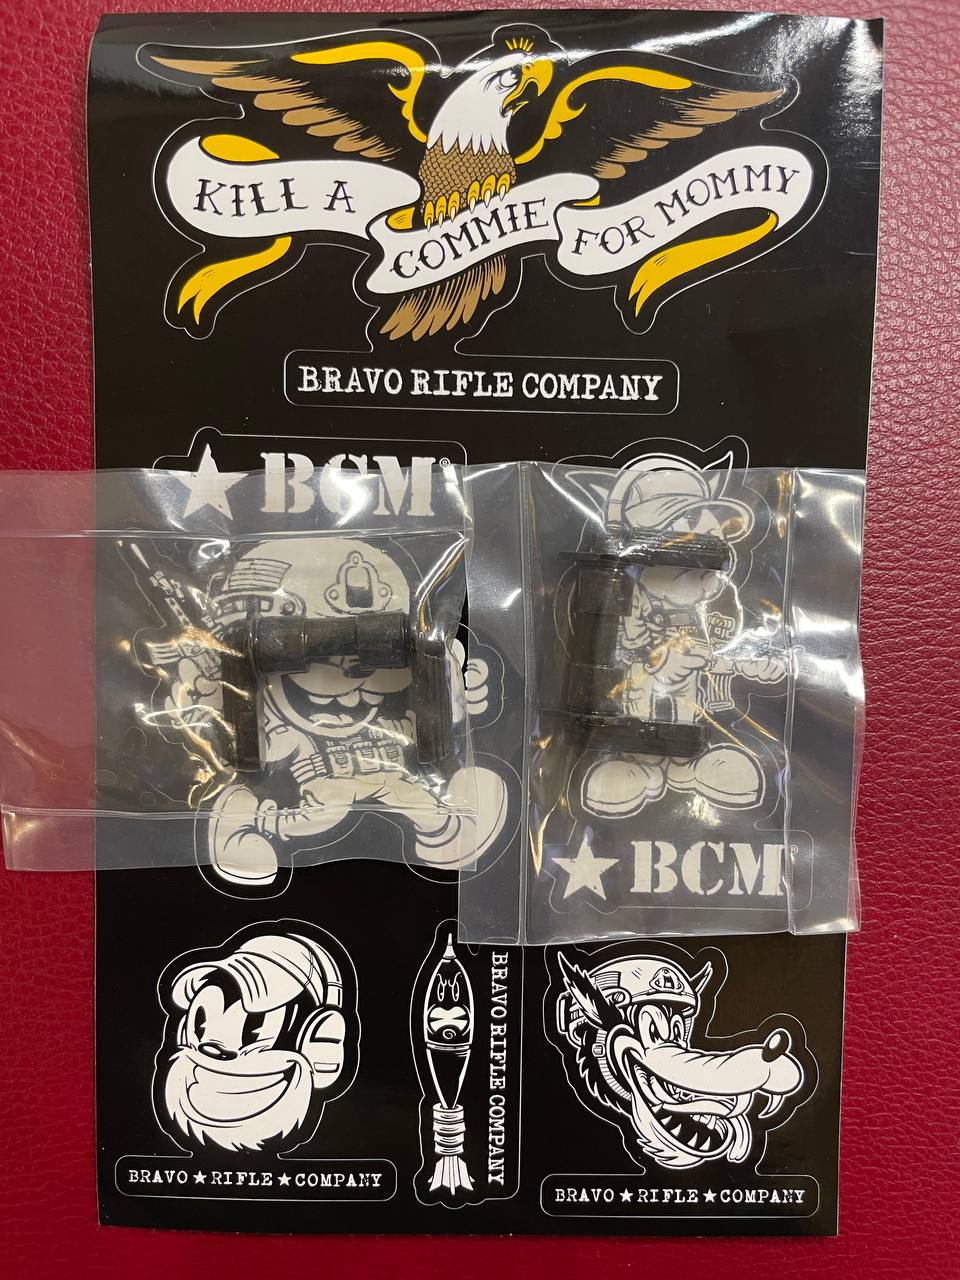 KILL A
COMMIE
FOR MOMMY
BRAVO RIFLE COMPANY
BCM®
BCM®
BRAVO RIFLE COMPANY
BRAVO★RIFLE★COMPANY
BRAVO★RIFLE★COMPANY